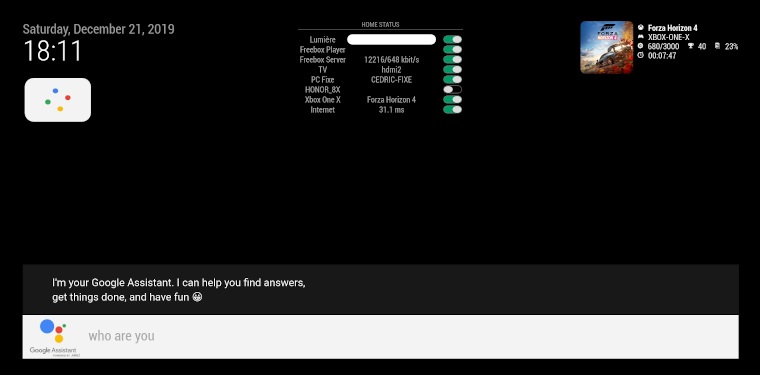 Saturday, December 21, 2019
18:11
HOME STATUS
Lumière
Freebox Player
Freebox Server 12216/648 kbit/s
TV hdmi2
PC Fixe CEDRIC-FIXE
HONOR_8X
Xbox One X Forza Horizon 4
Internet 31.1 ms
FORZA
Forza Horizon 4
XBOX-ONE-X
680/3000 40 23%
00:07:47
I'm your Google Assistant. I can help you find answers,
get things done, and have fun 😀
who are you
Google Assistant